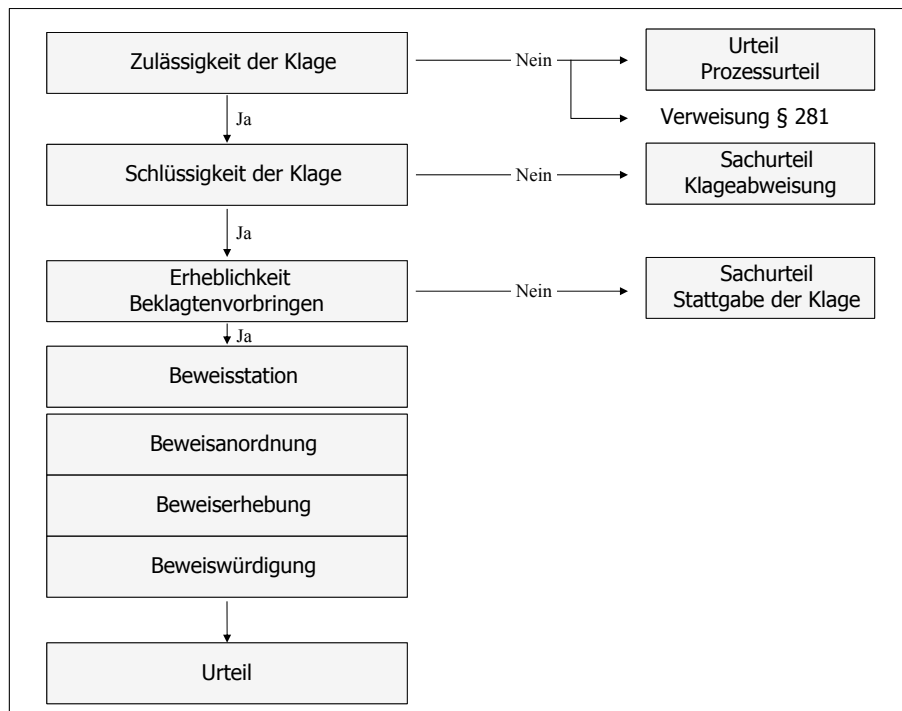 Zulässigkeit der Klage
Nein
Urteil
Prozessurteil
Verweisung § 281
Ja
Schlüssigkeit der Klage
Nein
Sachurteil
Klageabweisung
Ja
Erheblichkeit
Beklagtenvorbringen
Nein
Sachurteil
Stattgabe der Klage
Ja
Beweisstation
Beweisanordnung
Beweiserhebung
Beweiswürdigung
Urteil